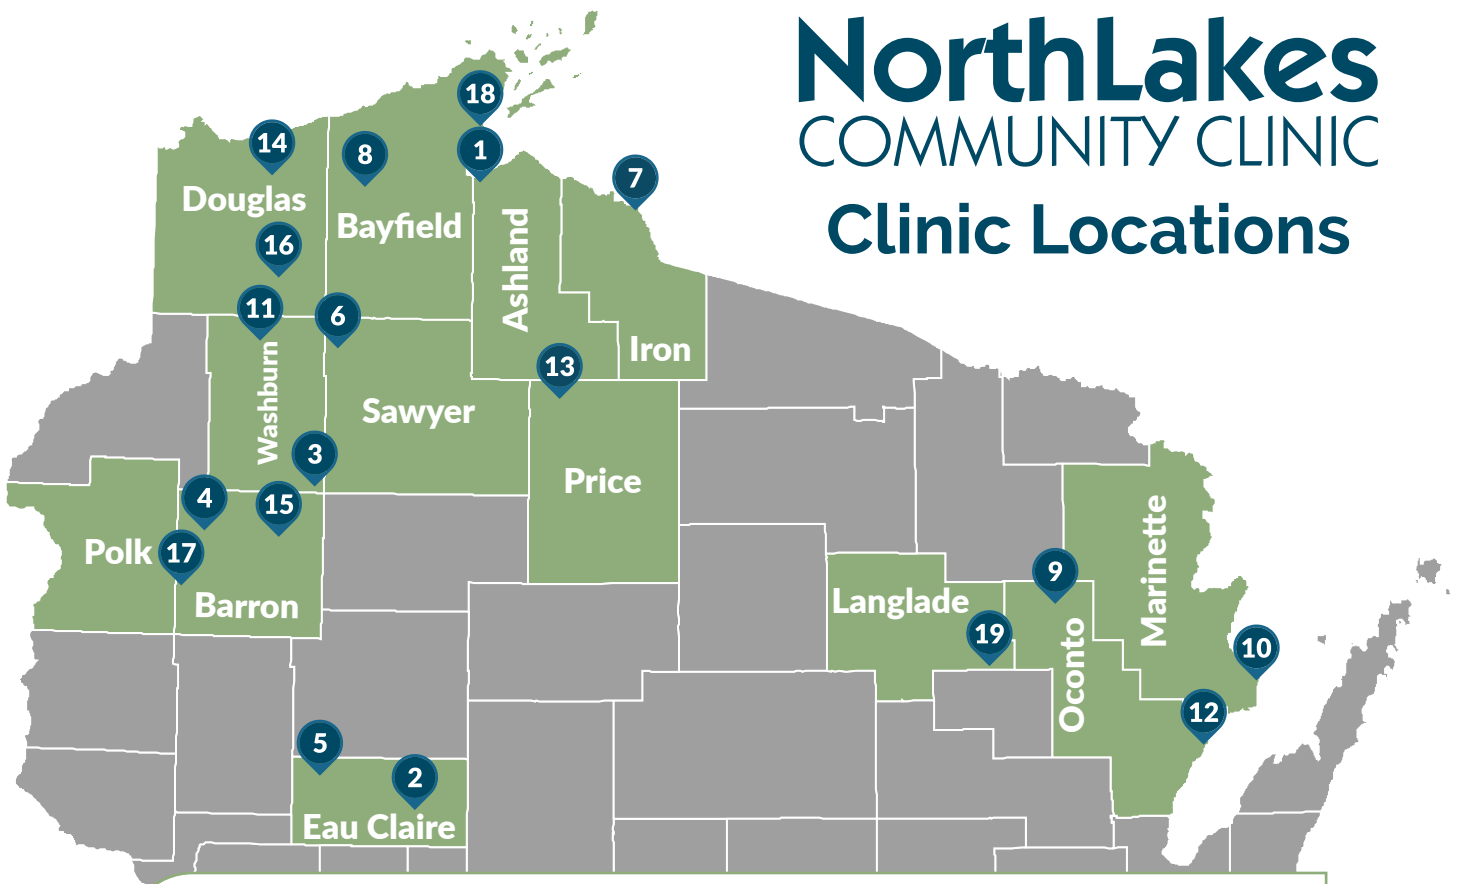 NorthLakes
COMMUNITY CLINIC
Clinic Locations
18
14
8
1
7
Douglas
Bayfield
Ashland
16
11
6
Iron
13
Washburn
Sawyer
3
Price
4
15
Polk
17
Barron
Marinette
9
Langlade
19
Oconto
10
12
5
2
Eau Claire